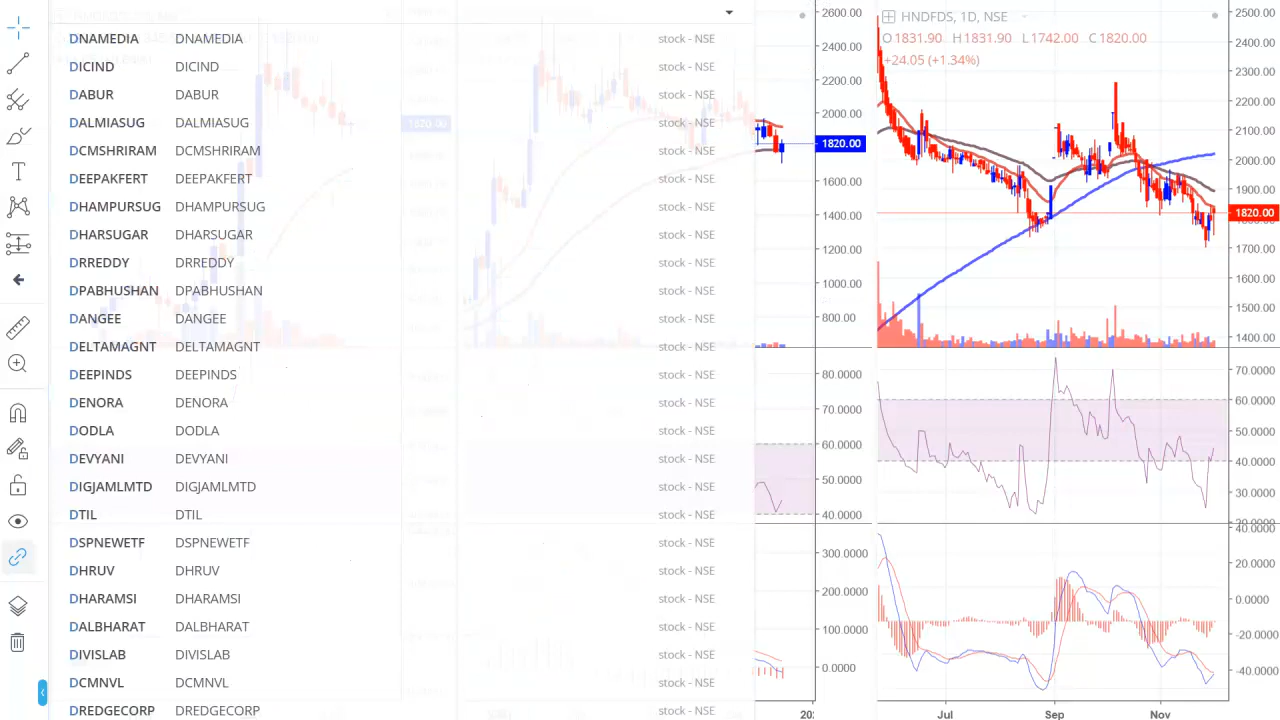 DNAMEDIA DNAMEDIA stock - NSE
DICIND DICIND stock - NSE
DABUR DABUR stock - NSE
DALMIASUG DALMIASUG stock - NSE
DCMSHRIRAM DCMSHRIRAM stock - NSE
DEEPAKFERT DEEPAKFERT stock - NSE
DHAMPURSUG DHAMPURSUG stock - NSE
DHARSUGAR DHARSUGAR stock - NSE
DRREDDY DRREDDY stock - NSE
DPABHUSHAN DPABHUSHAN stock - NSE
DANGEE DANGEE stock - NSE
DELTAMAGNT DELTAMAGNT stock - NSE
DEEPINDS DEEPINDS stock - NSE
DENORA DENORA stock - NSE
DODLA DODLA stock - NSE
DEVYANI DEVYANI stock - NSE
DIGJAMLMTD DIGJAMLMTD stock - NSE
DTIL DTIL stock - NSE
DSPNEWETF DSPNEWETF stock - NSE
DHRUV DHRUV stock - NSE
DHARAMSI DHARAMSI stock - NSE
DALBHARAT DALBHARAT stock - NSE
DIVISLAB DIVISLAB stock - NSE
DCMNVL DCMNVL stock - NSE
DREDGECORP DREDGECORP stock - NSE
2600.00
2400.00
2200.00
2000.00
1820.00
1600.00
1400.00
1200.00
1000.00
800.00
80.0000
70.0000
60.0000
50.0000
40.0000
300.0000
200.0000
100.0000
0.0000
HNDFDS, 1D, NSE
O1831.90 H1831.90 L1742.00 C1820.00
+24.05 (+1.34%)
2500.00
2400.00
2300.00
2200.00
2100.00
2000.00
1900.00
1820.00
1700.00
1600.00
1500.00
1400.00
70.0000
60.0000
50.0000
40.0000
30.0000
20.0000
40.0000
20.0000
0.0000
-20.0000
-40.0000
Jul Sep Nov